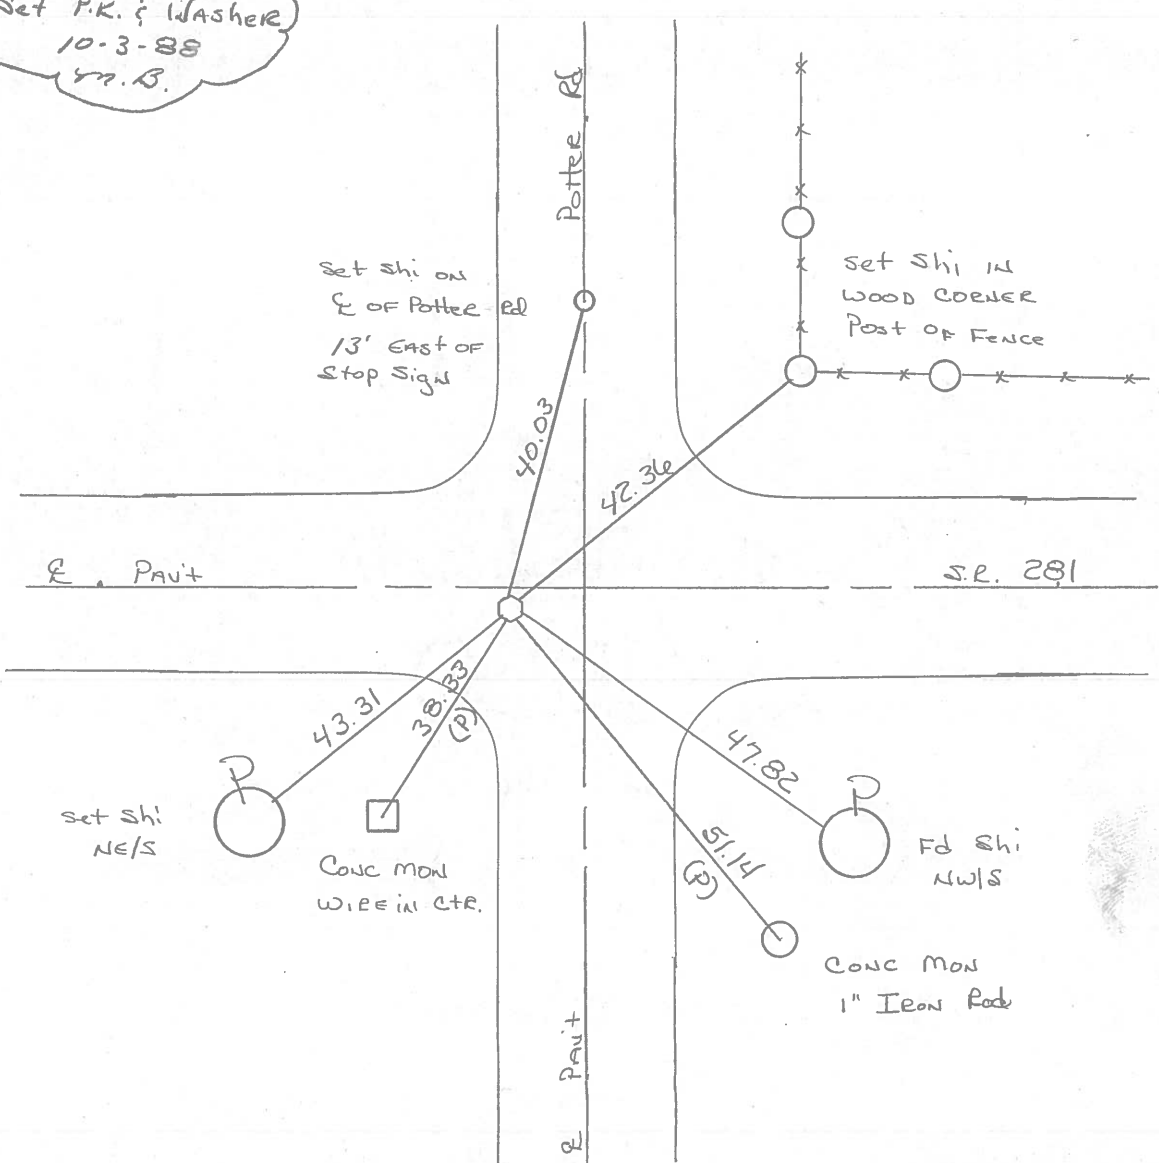 Set P.K. & Washer
10-3-88
M.B.
Potter Rd
Set Shi on
℄ OF Potter Rd
13' EAST OF
Stop Sign
Set Shi IN
WOOD CORNER
Post OF FENCE
40.03
42.36
℄ PAV't
S.R. 281
43.31
38.33
(P)
47.82
51.14
(P)
P
P
Set Shi
NE/S
CONC MON
WIRE IN CTR.
Fd Shi
NW/S
CONC MON
1" IRON Rod
℄ PAV't